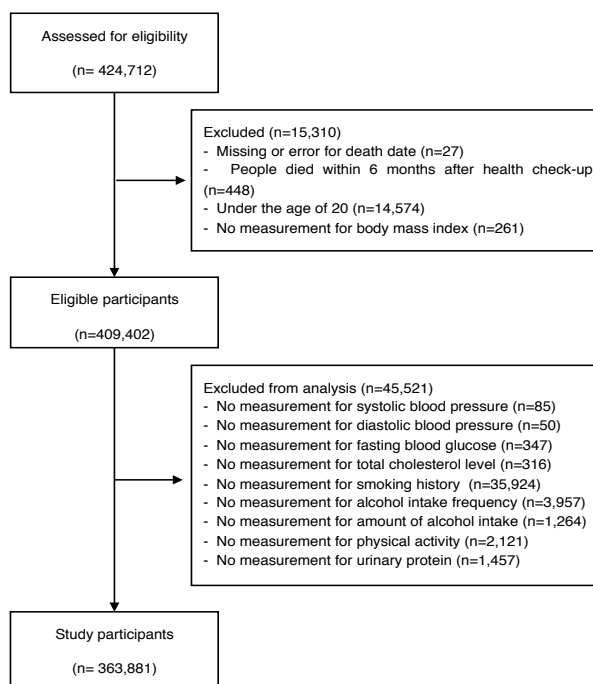 Assessed for eligibility
(n= 424,712)
Excluded (n=15,310)
- Missing or error for death date (n=27)
- People died within 6 months after health check-up
(n=448)
- Under the age of 20 (n=14,574)
- No measurement for body mass index (n=261)
Eligible participants
(n=409,402)
Excluded from analysis (n=45,521)
- No measurement for systolic blood pressure (n=85)
- No measurement for diastolic blood pressure (n=50)
- No measurement for fasting blood glucose (n=347)
- No measurement for total cholesterol level (n=316)
- No measurement for smoking history (n=35,924)
- No measurement for alcohol intake frequency (n=3,957)
- No measurement for amount of alcohol intake (n=1,264)
- No measurement for physical activity (n=2,121)
- No measurement for urinary protein (n=1,457)
Study participants
(n= 363,881)